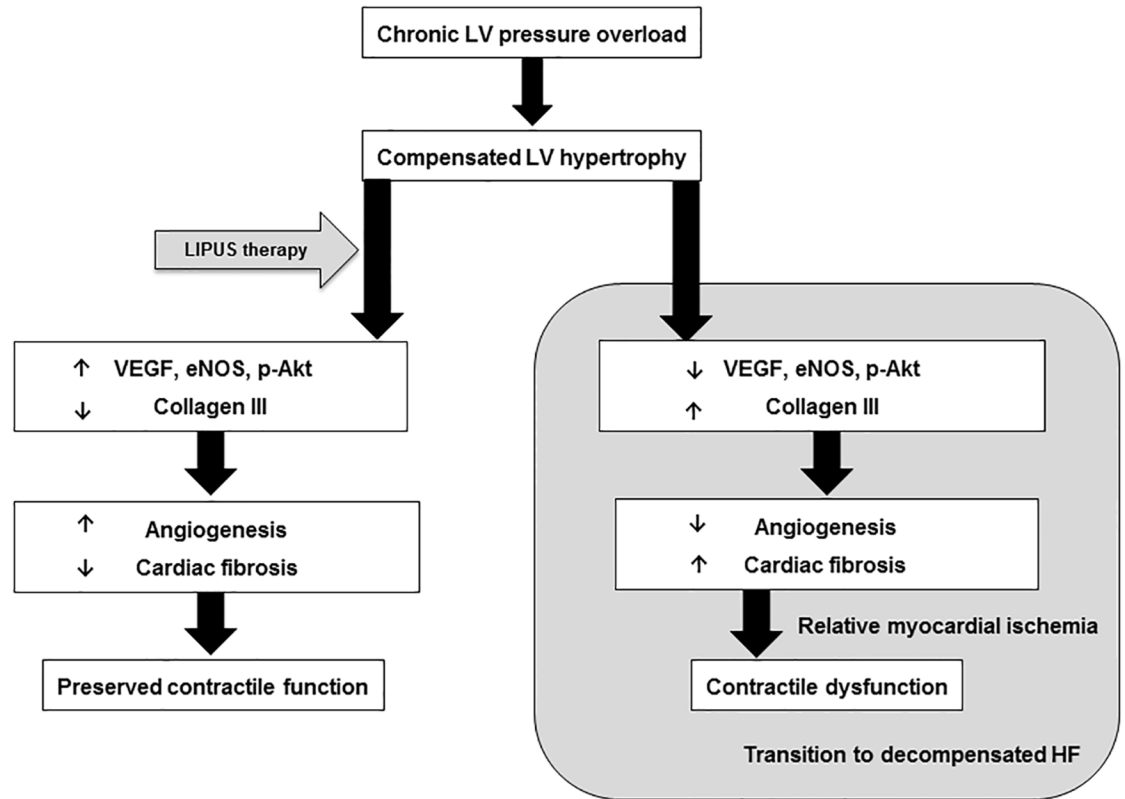 Chronic LV pressure overload
Compensated LV hypertrophy
LIPUS therapy
↑ VEGF, eNOS, p-Akt
↓ Collagen III
↑ Angiogenesis
↓ Cardiac fibrosis
Preserved contractile function
↓ VEGF, eNOS, p-Akt
↑ Collagen III
↓ Angiogenesis
↑ Cardiac fibrosis
Relative myocardial ischemia
Contractile dysfunction
Transition to decompensated HF